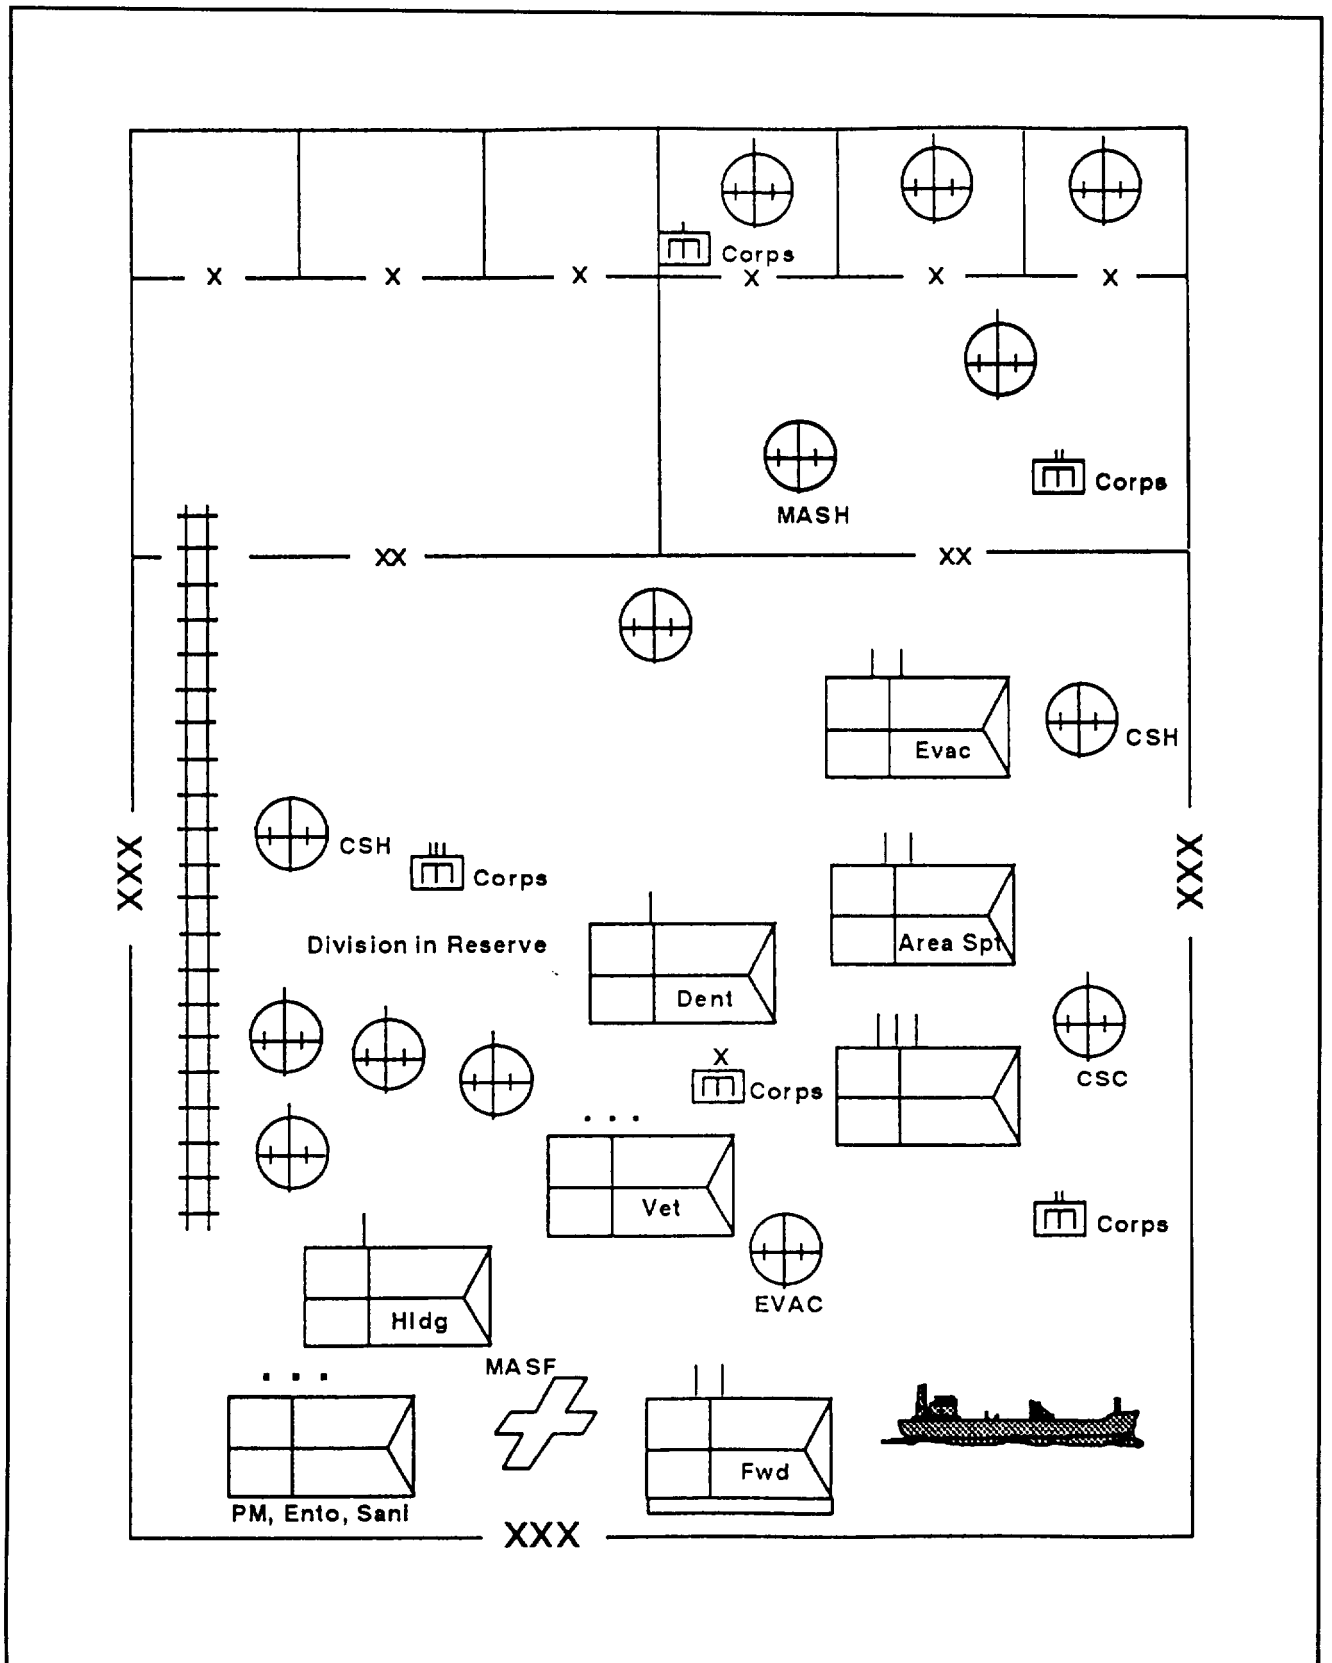 Corps
X X X X X X
Corps
MASH
XX XX
Evac
CSH
CSH
Corps
XXX
XXX
Area Spt
Division in Reserve
Dent
X
Corps
CSC
Vet
Corps
EVAC
Hldg
MASF
Fwd
PM, Ento, Sani
XXX